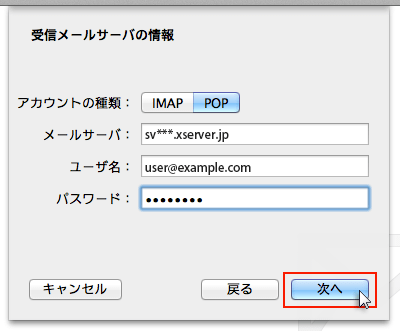 受信メールサーバの情報
アカウントの種類： IMAP POP
メールサーバ： sv***.xserver.jp
ユーザ名： user@example.com
パスワード： ••••••••
キャンセル 戻る 次へ